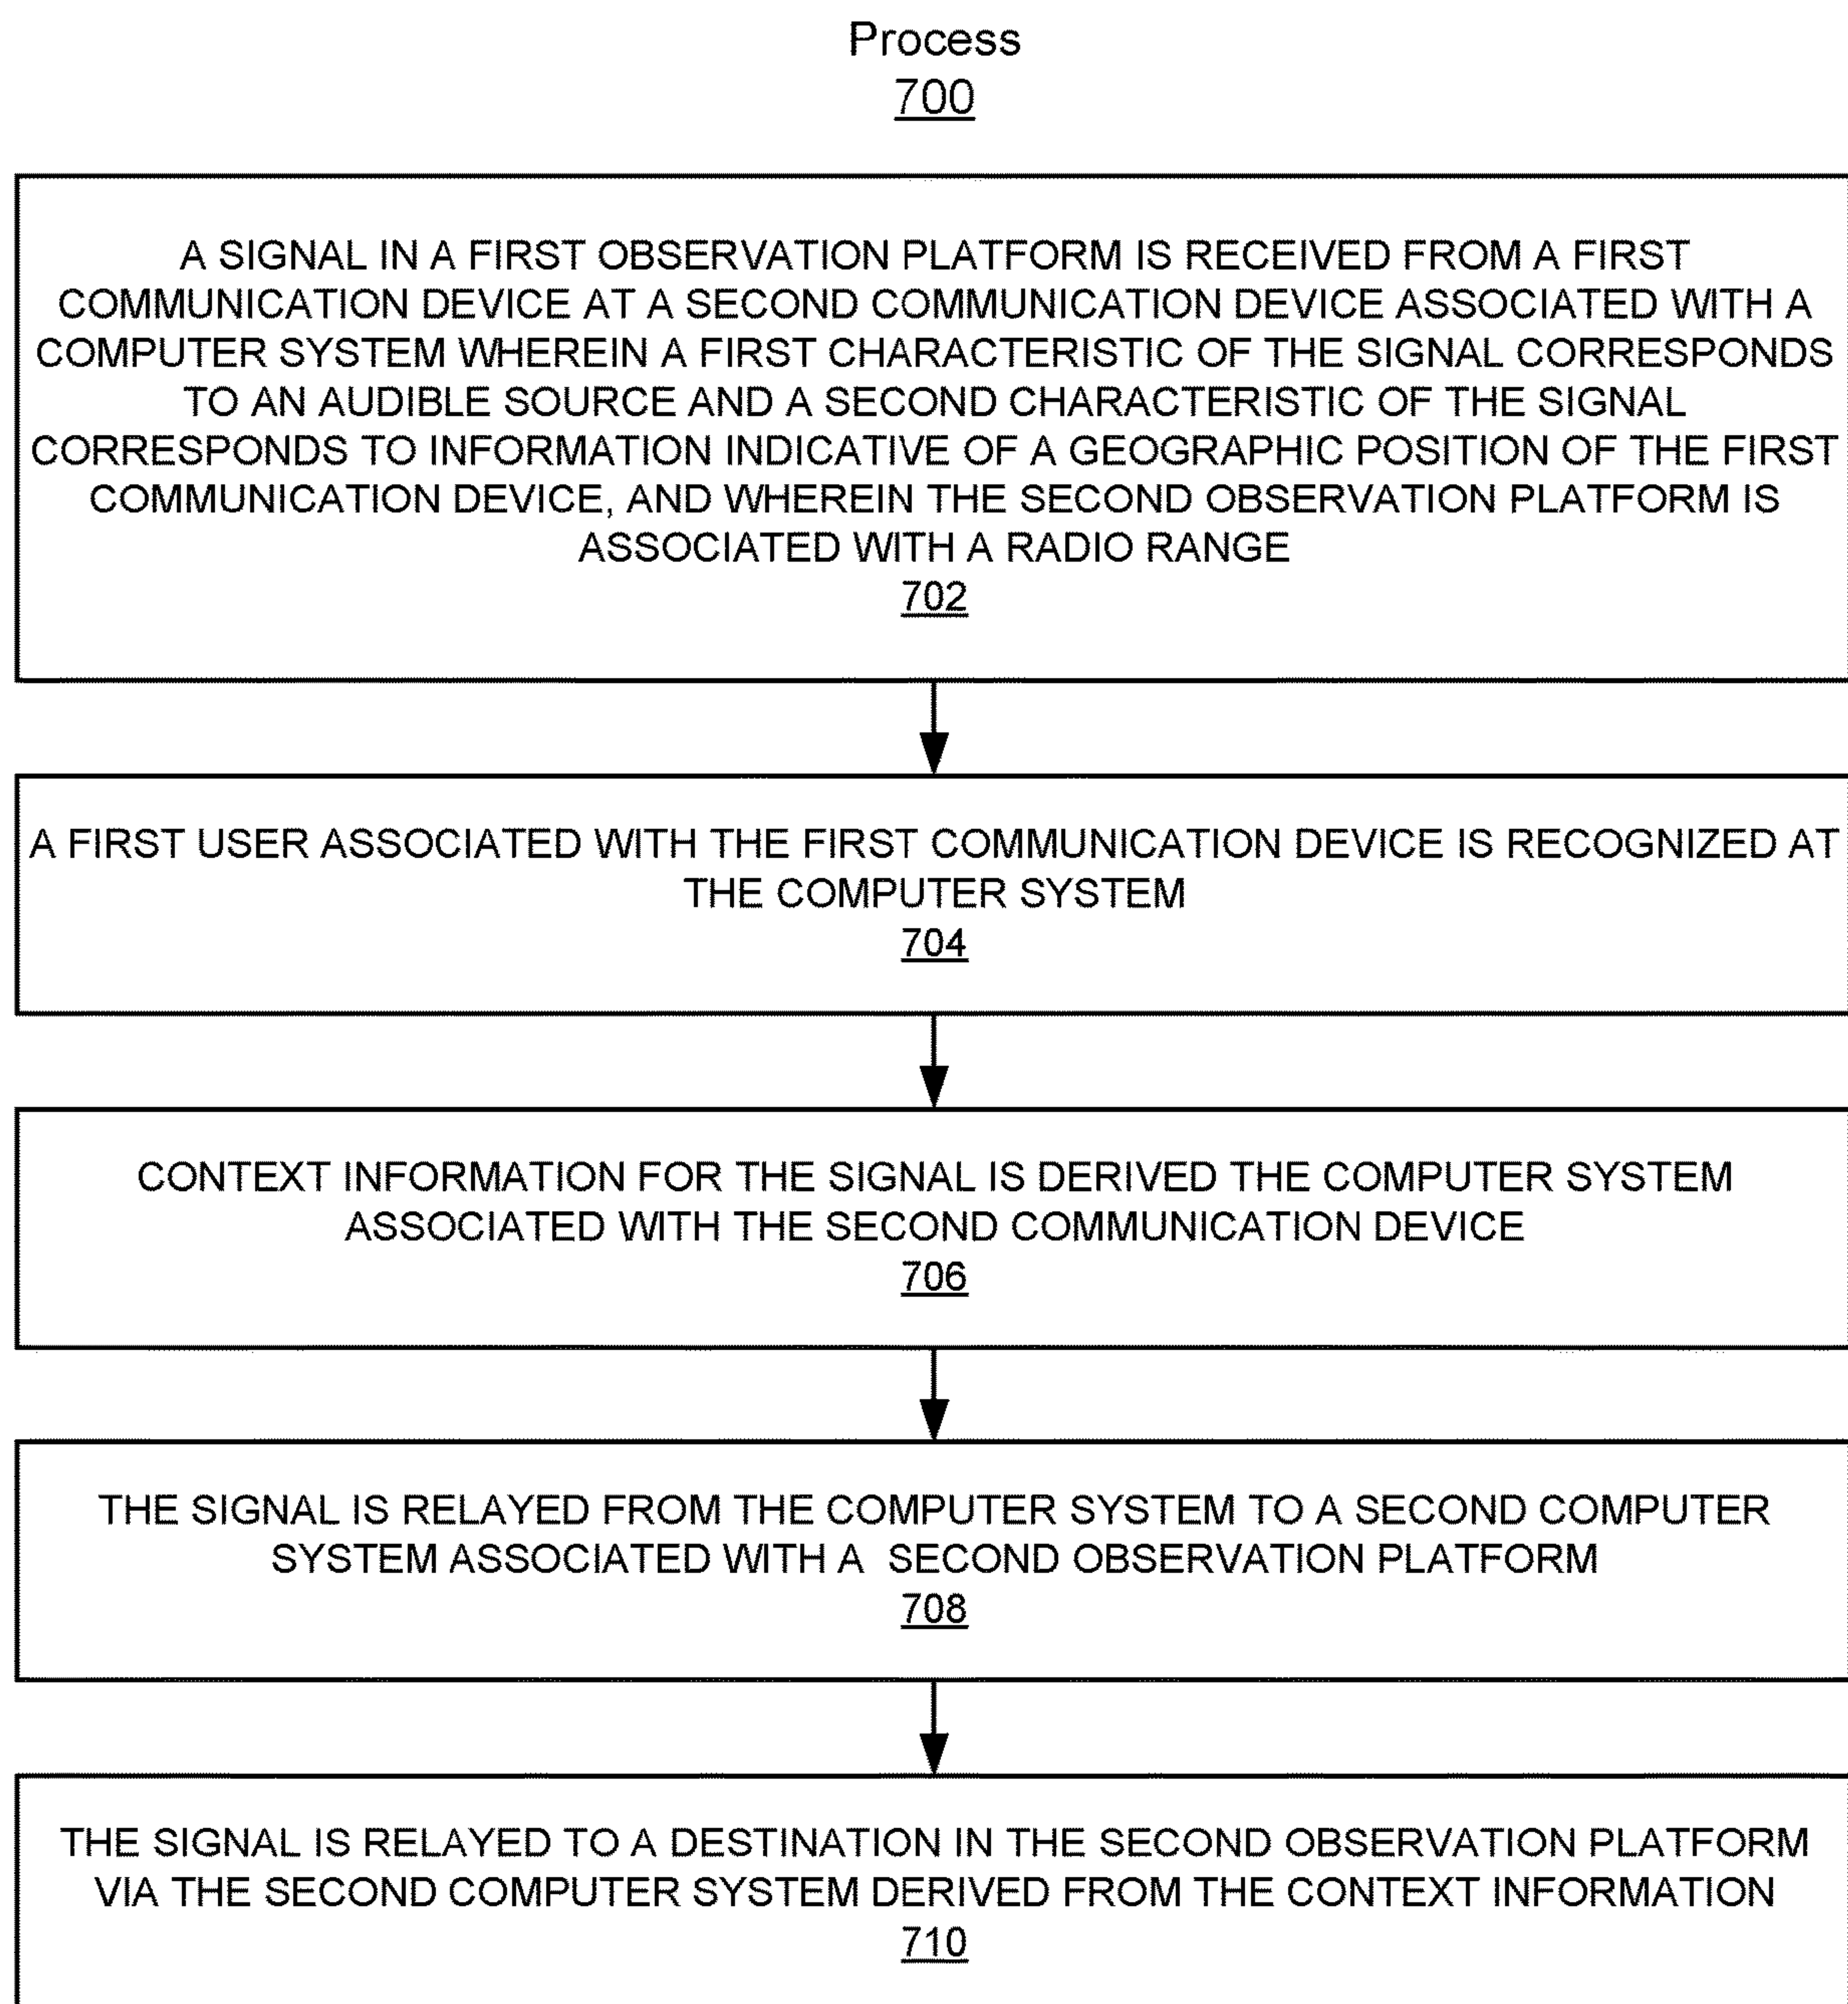 Process
700
A SIGNAL IN A FIRST OBSERVATION PLATFORM IS RECEIVED FROM A FIRST
COMMUNICATION DEVICE AT A SECOND COMMUNICATION DEVICE ASSOCIATED WITH A
COMPUTER SYSTEM WHEREIN A FIRST CHARACTERISTIC OF THE SIGNAL CORRESPONDS
TO AN AUDIBLE SOURCE AND A SECOND CHARACTERISTIC OF THE SIGNAL
CORRESPONDS TO INFORMATION INDICATIVE OF A GEOGRAPHIC POSITION OF THE FIRST
COMMUNICATION DEVICE, AND WHEREIN THE SECOND OBSERVATION PLATFORM IS
ASSOCIATED WITH A RADIO RANGE
702
A FIRST USER ASSOCIATED WITH THE FIRST COMMUNICATION DEVICE IS RECOGNIZED AT
THE COMPUTER SYSTEM
704
CONTEXT INFORMATION FOR THE SIGNAL IS DERIVED THE COMPUTER SYSTEM
ASSOCIATED WITH THE SECOND COMMUNICATION DEVICE
706
THE SIGNAL IS RELAYED FROM THE COMPUTER SYSTEM TO A SECOND COMPUTER
SYSTEM ASSOCIATED WITH A SECOND OBSERVATION PLATFORM
708
THE SIGNAL IS RELAYED TO A DESTINATION IN THE SECOND OBSERVATION PLATFORM
VIA THE SECOND COMPUTER SYSTEM DERIVED FROM THE CONTEXT INFORMATION
710